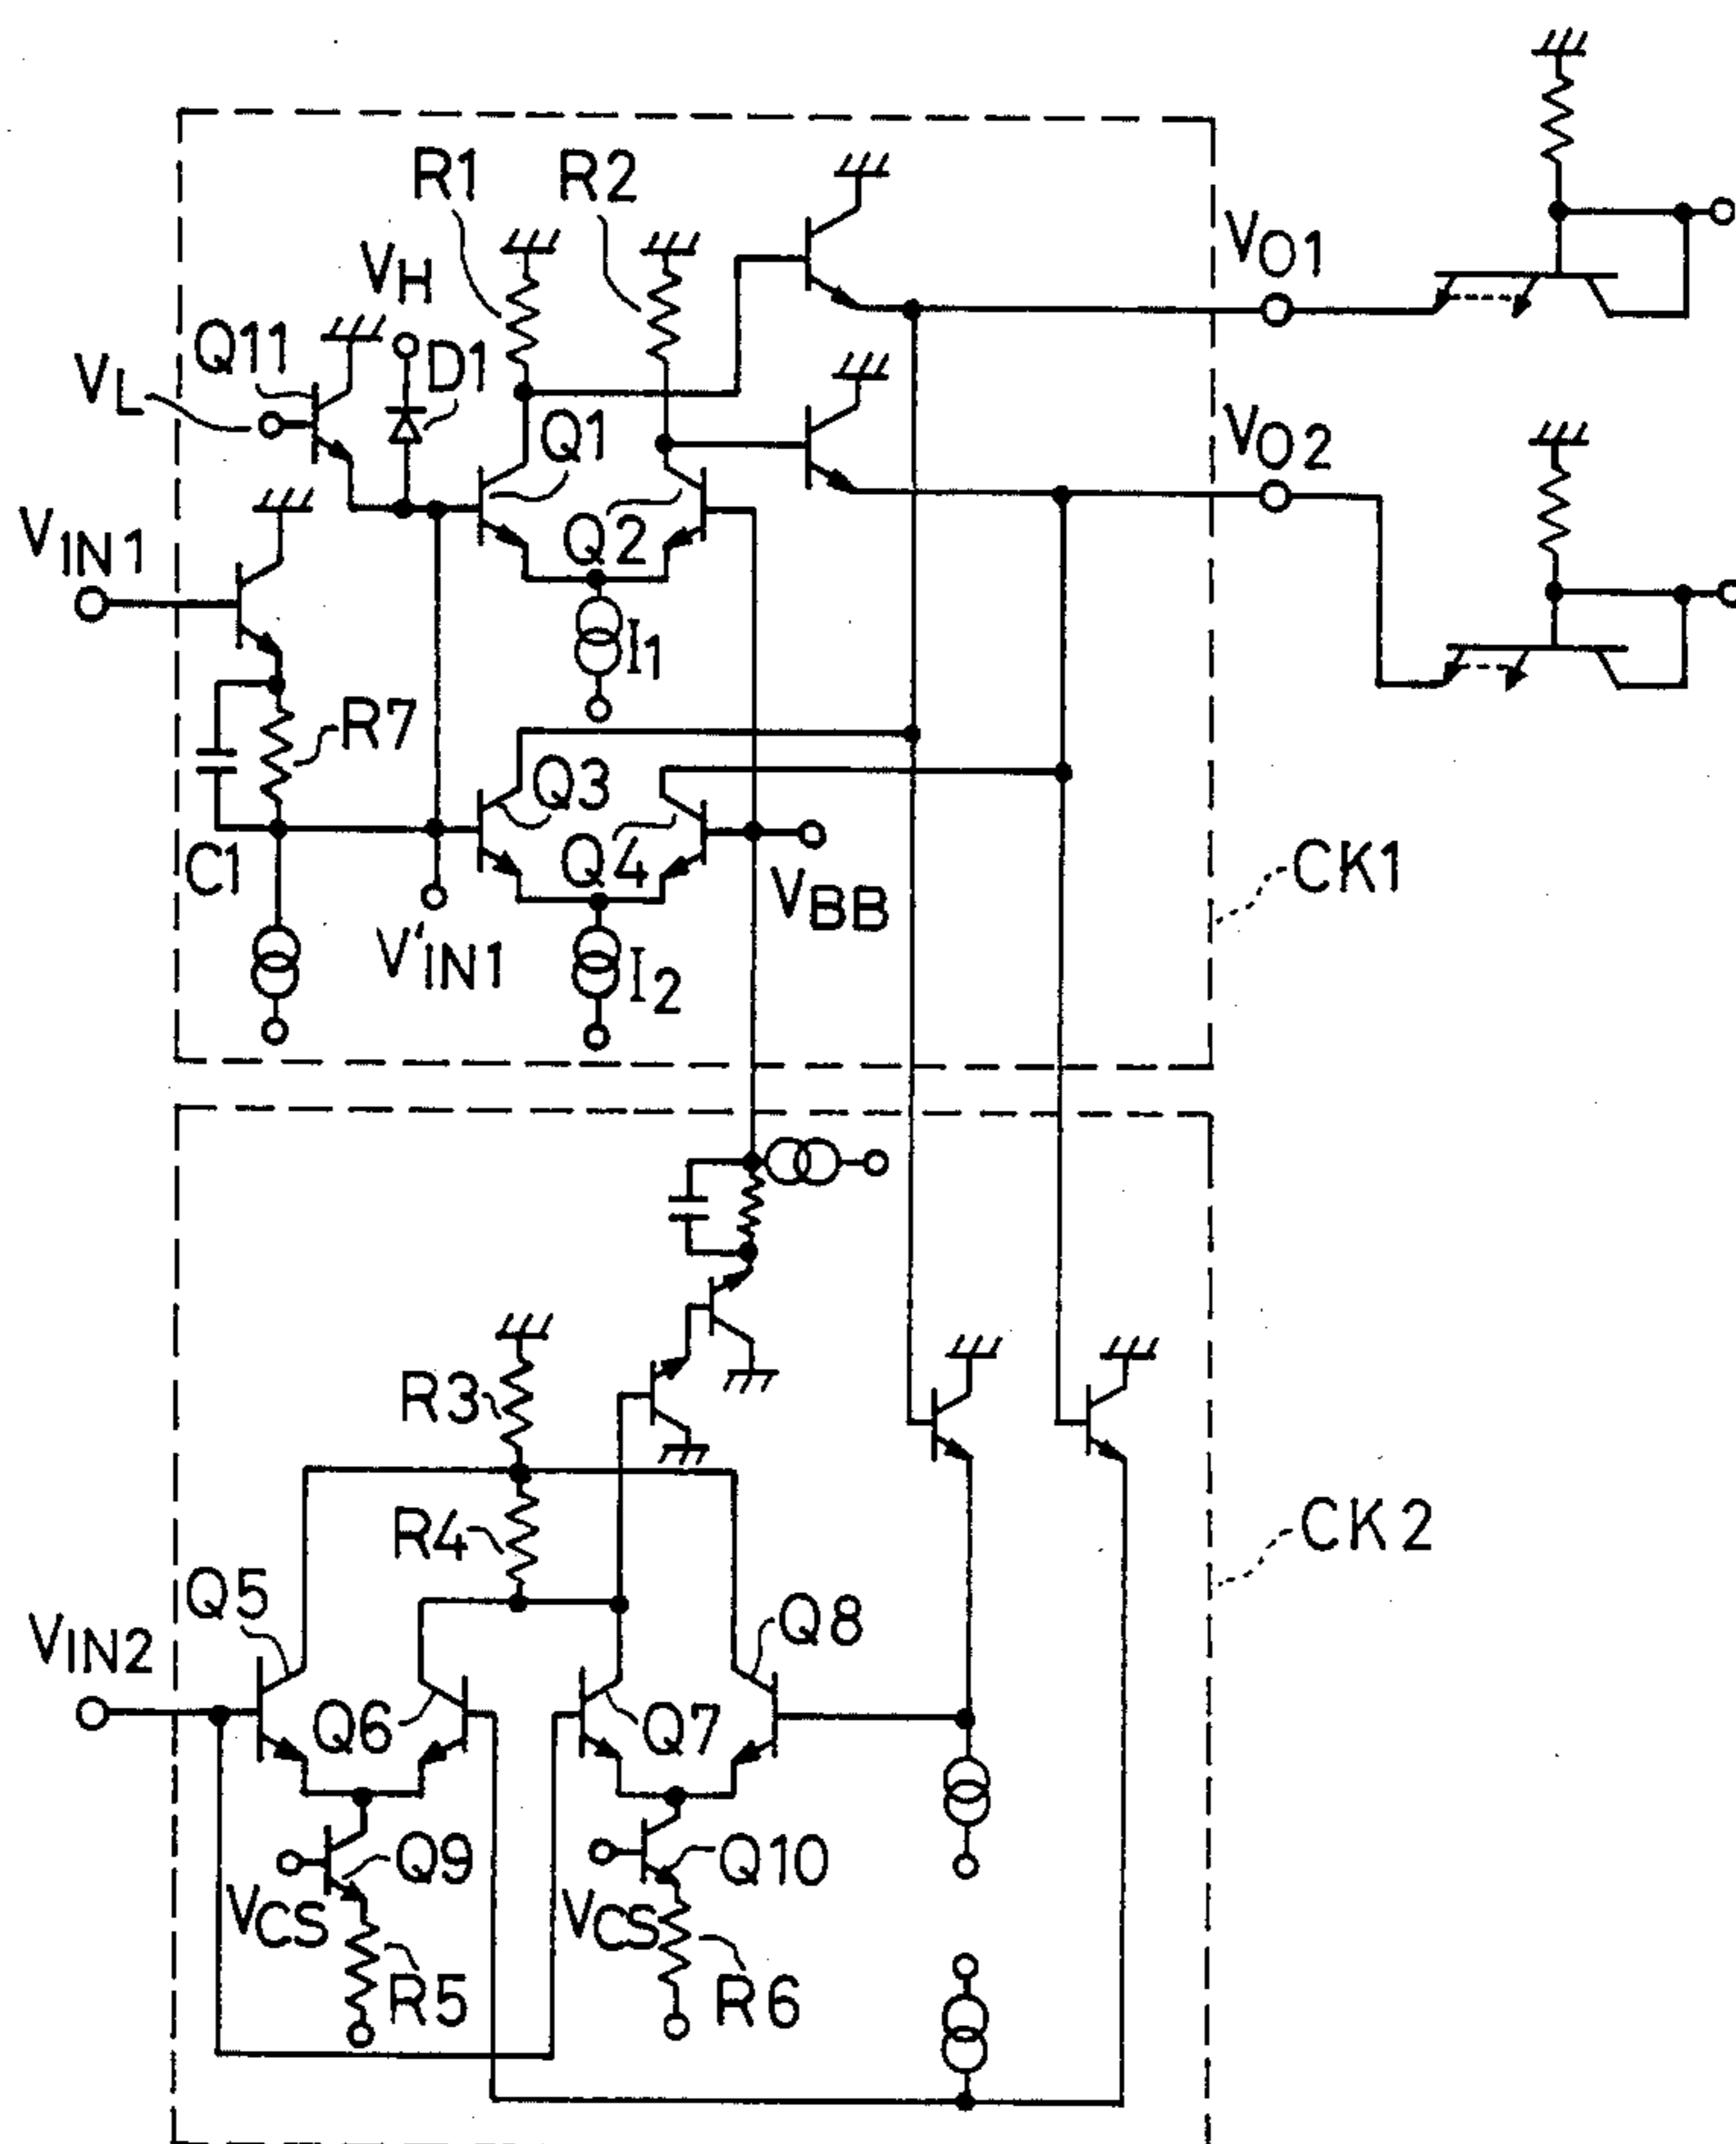 R1
R2
VH
Q11
D1
VL
VO1
Q1
VO2
Q2
VIN1
I1
R7
Q3
C1
Q4
VBB
CK1
V'IN1
I2
R3
R4
Q5
CK2
VIN2
Q8
Q6
Q7
Q9
Q10
VCS
VCS
R5
R6